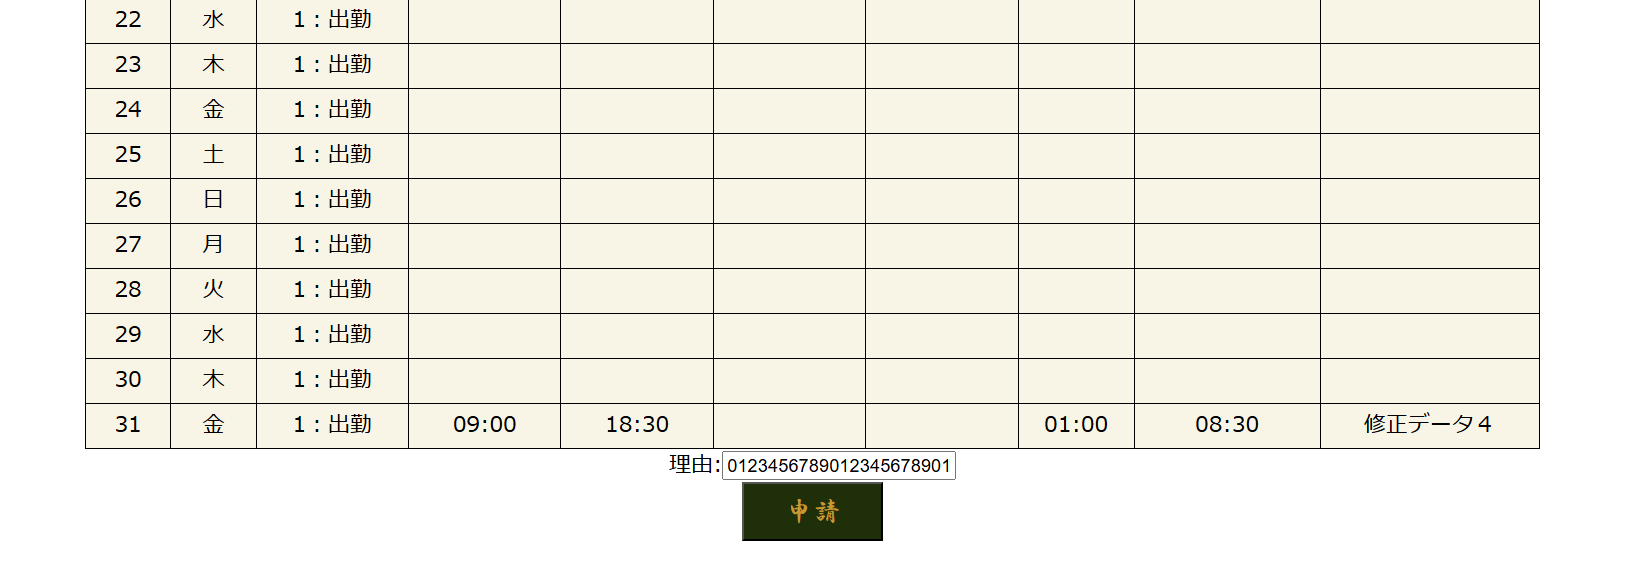 22 水 1：出勤
23 木 1：出勤
24 金 1：出勤
25 土 1：出勤
26 日 1：出勤
27 月 1：出勤
28 火 1：出勤
29 水 1：出勤
30 木 1：出勤
31 金 1：出勤 09:00 18:30 01:00 08:30 修正データ４
理由:012345678901234567890​1
申請